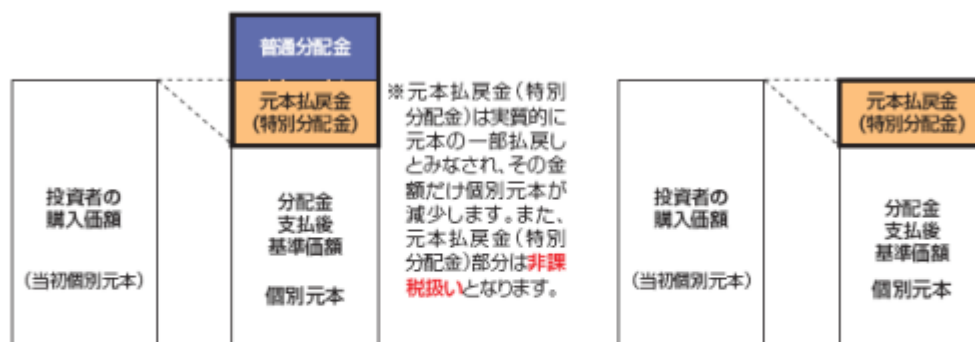 普通分配金
元本払戻金
(特別分配金)
投資者の
購入価額
(当初個別元本)
分配金
支払後
基準価額
個別元本
※元本払戻金(特別
分配金)は実質的に
元本の一部払戻し
とみなされ、その金
額だけ個別元本が
減少します。また、
元本払戻金(特別
分配金)部分は非課
税扱いとなります。
元本払戻金
(特別分配金)
投資者の
購入価額
(当初個別元本)
分配金
支払後
基準価額
個別元本